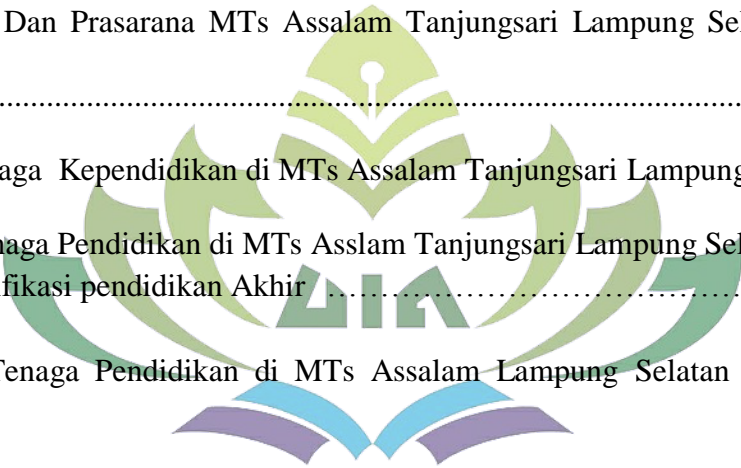 Dan Prasarana MTs Assalam Tanjungsari Lampung Sel
........................................................................................
aga Kependidikan di MTs Assalam Tanjungsari Lampung
naga Pendidikan di MTs Asslam Tanjungsari Lampung Sel
fikasi pendidikan Akhir ……………………………………
UIN
Tenaga Pendidikan di MTs Assalam Lampung Selatan